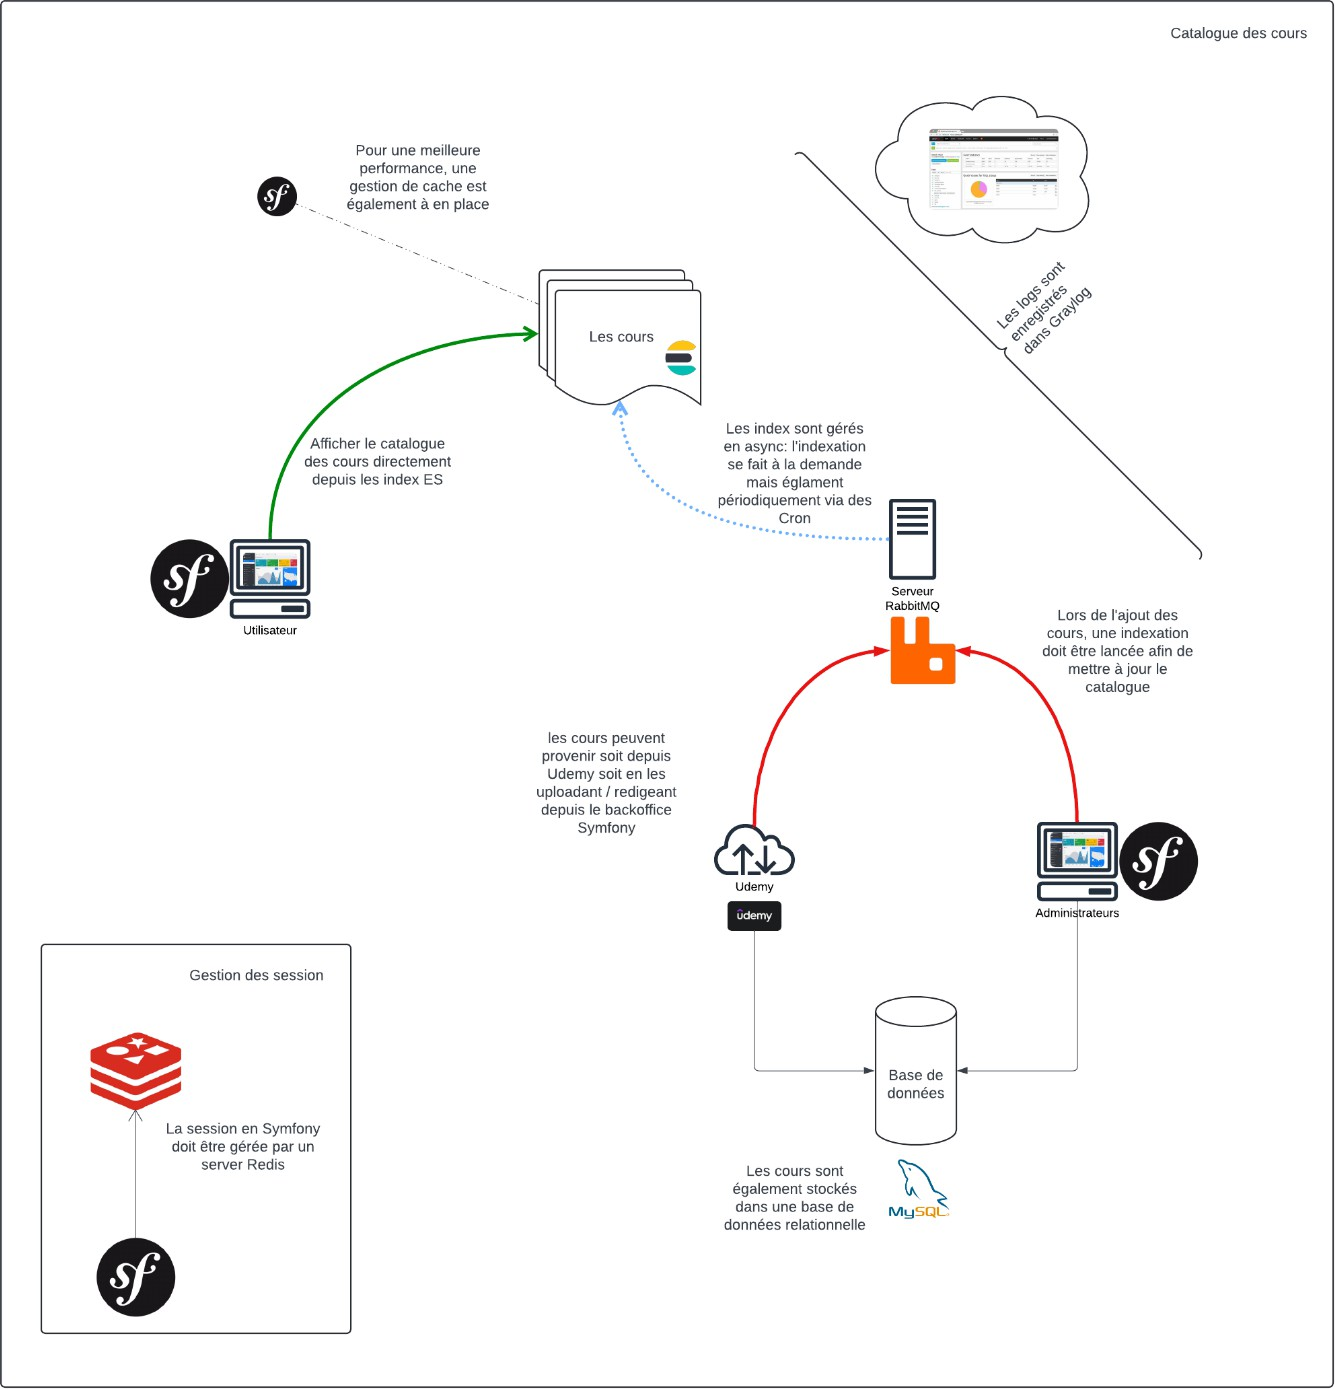 Catalogue des cours
Pour une meilleure
performance, une
gestion de cache est
également à en place
sf
Les logs sont
enregistrés
dans Graylog
Les cours
Afficher le catalogue
des cours directement
depuis les index ES
Les index sont gérés
en async: l'indexation
se fait à la demande
mais églament
périodiquement via des
Cron
sf
Utilisateur
Serveur
RabbitMQ
Lors de l'ajout des
cours, une indexation
doit être lancée afin de
mettre à jour le
catalogue
les cours peuvent
provenir soit depuis
Udemy soit en les
uploadant / redigeant
depuis le backoffice
Symfony
Udemy
ûdemy
sf
Administrateurs
Gestion des session
La session en Symfony
doit être gérée par un
server Redis
sf
Base de
données
Les cours sont
également stockés
dans une base de
données relationnelle
MySQL